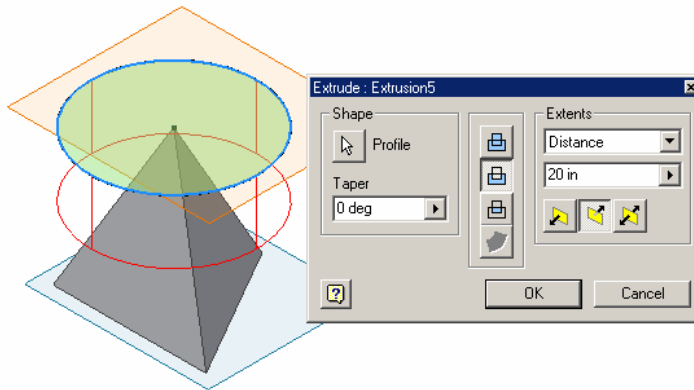 Extrude : Extrusion5
Shape
Profile
Taper
0 deg
Extents
Distance
20 in
OK
Cancel